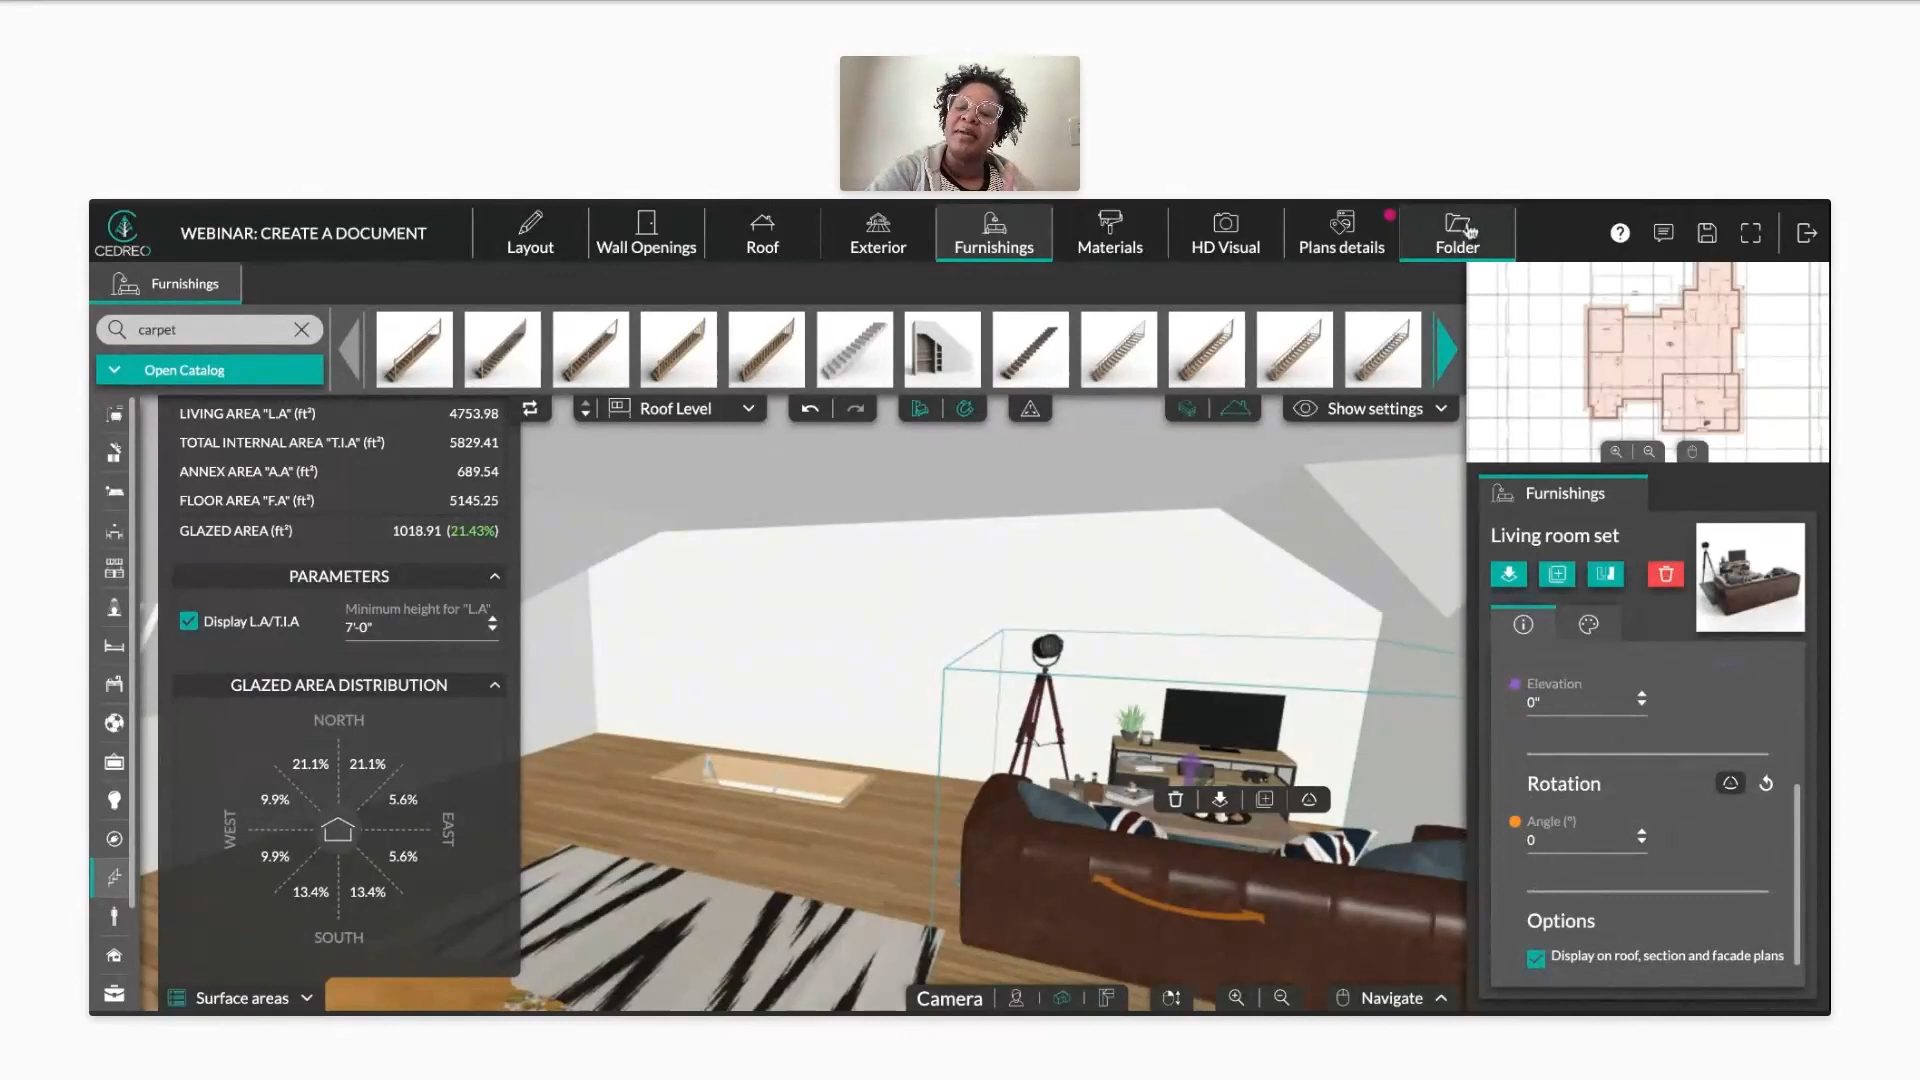 CEDREO
WEBINAR: CREATE A DOCUMENT
Layout
Wall Openings
Roof
Exterior
Furnishings
Materials
HD Visual
Plans details
Folder
?
Furnishings
carpet
Open Catalog
Roof Level
Show settings
LIVING AREA "L.A" (ft²) 4753.98
TOTAL INTERNAL AREA "T.I.A" (ft²) 5829.41
ANNEX AREA "A.A" (ft²) 689.54
FLOOR AREA "F.A" (ft²) 5145.25
GLAZED AREA (ft²) 1018.91 (21.43%)
PARAMETERS
Display L.A/T.I.A
Minimum height for "L.A"
7'-0"
GLAZED AREA DISTRIBUTION
NORTH
21.1% 21.1%
9.9% 5.6%
WEST
EAST
9.9% 5.6%
13.4% 13.4%
SOUTH
Surface areas
Camera
Navigate
Furnishings
Living room set
Elevation
0"
Rotation
Angle (°)
0
Options
Display on roof, section and facade plans